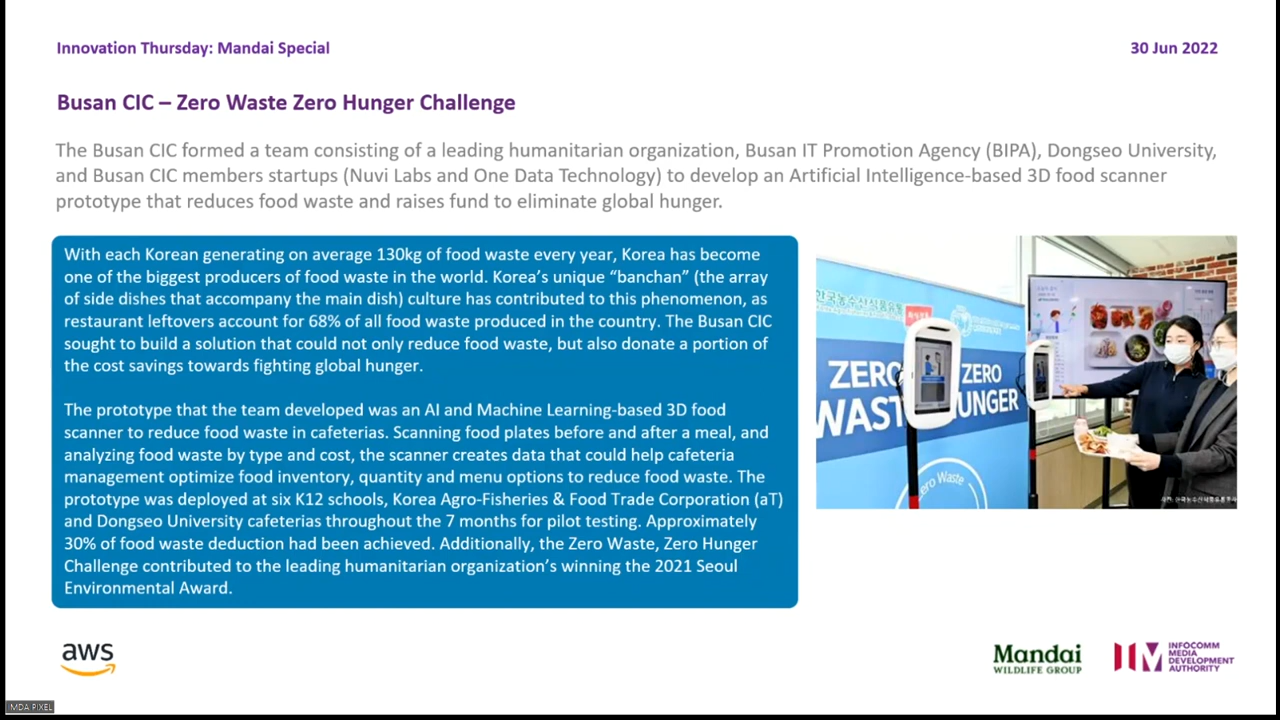 Innovation Thursday: Mandai Special
30 Jun 2022
Busan CIC – Zero Waste Zero Hunger Challenge
The Busan CIC formed a team consisting of a leading humanitarian organization, Busan IT Promotion Agency (BIPA), Dongseo University,
and Busan CIC members startups (Nuvi Labs and One Data Technology) to develop an Artificial Intelligence-based 3D food scanner
prototype that reduces food waste and raises fund to eliminate global hunger.
With each Korean generating on average 130kg of food waste every year, Korea has become
one of the biggest producers of food waste in the world. Korea's unique “banchan” (the array
of side dishes that accompany the main dish) culture has contributed to this phenomenon, as
restaurant leftovers account for 68% of all food waste produced in the country. The Busan CIC
sought to build a solution that could not only reduce food waste, but also donate a portion of
the cost savings towards fighting global hunger.
The prototype that the team developed was an AI and Machine Learning-based 3D food
scanner to reduce food waste in cafeterias. Scanning food plates before and after a meal, and
analyzing food waste by type and cost, the scanner creates data that could help cafeteria
management optimize food inventory, quantity and menu options to reduce food waste. The
prototype was deployed at six K12 schools, Korea Agro-Fisheries & Food Trade Corporation (aT)
and Dongseo University cafeterias throughout the 7 months for pilot testing. Approximately
30% of food waste deduction had been achieved. Additionally, the Zero Waste, Zero Hunger
Challenge contributed to the leading humanitarian organization's winning the 2021 Seoul
Environmental Award.
한국농수산식품유통
ZERO ZERO
WAST UNGER
ero Waste
aws
Mandai
WILDLIFE GROUP
INFOCOMM
MEDIA
DEVELOPMENT
AUTHORITY
IMDA PIXEL